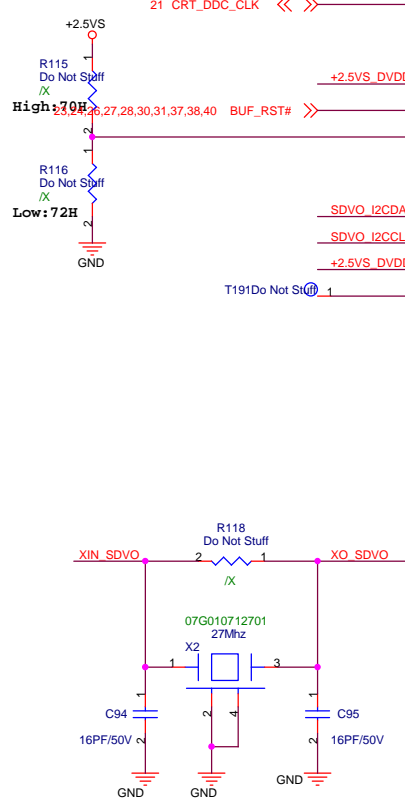 21 CRT_DDC_CLK
+2.5VS
1
R115
Do Not Stuff
/X
+2.5VS_DVDD
High:70H
23,24,26,27,28,30,31,37,38,40 BUF_RST#
2
1
R116
Do Not Stuff
/X
Low:72H
SDVO_I2CDA
2
SDVO_I2CCL
GND
+2.5VS_DVDD
T191Do Not Stuff 1
R118
Do Not Stuff
XIN_SDVO
2 1
XO_SDVO
/X
07G010712701
27Mhz
X2
1 3
2 4
1 1
C94 C95
16PF/50V 2
2 16PF/50V
GND
GND
GND